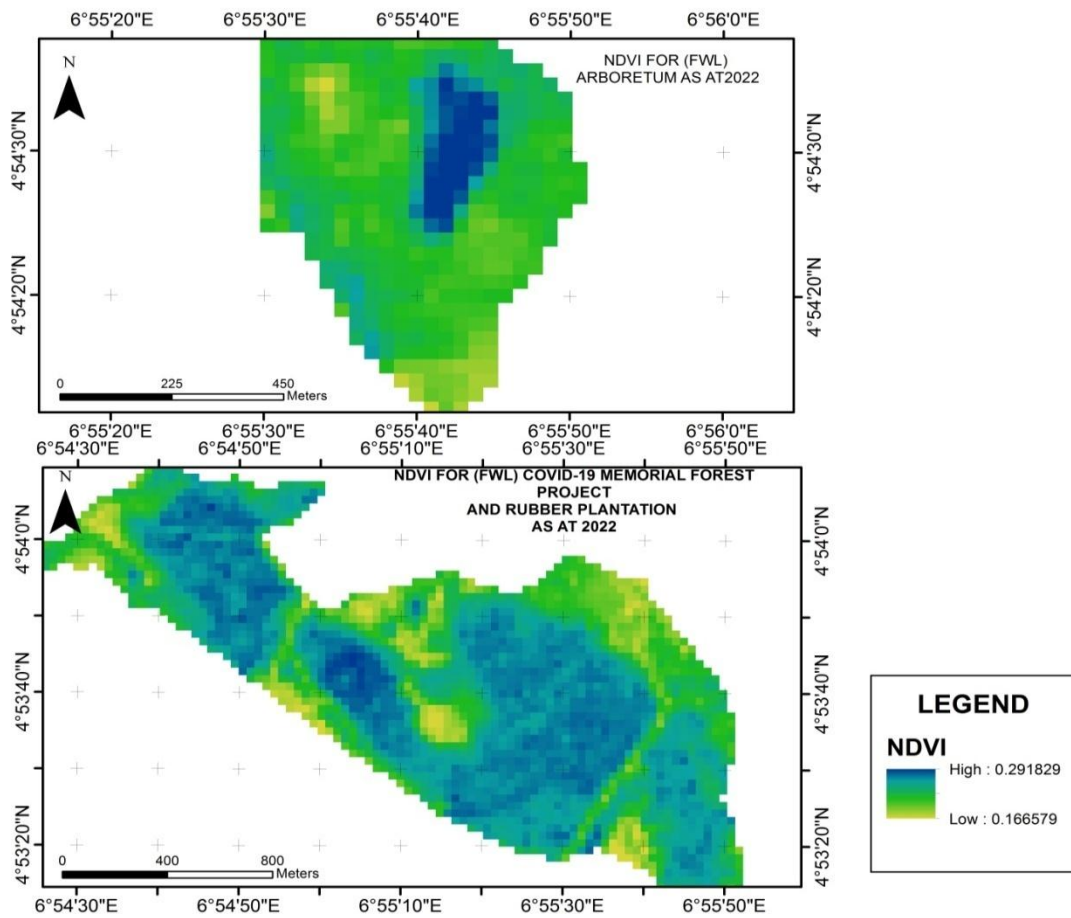 6°55'20"E 6°55'30"E 6°55'40"E 6°55'50"E 6°56'0"E
N
NDVI FOR (FWL)
ARBORETUM AS AT2022
4°54'30"N 4°54'30"N
4°54'20"N 4°54'20"N
0 225 450
Meters
6°55'20"E 6°55'30"E 6°55'40"E 6°55'50"E 6°56'0"E
6°54'30"E 6°54'50"E 6°55'10"E 6°55'30"E 6°55'50"E
N
NDVI FOR (FWL) COVID-19 MEMORIAL FOREST
PROJECT
AND RUBBER PLANTATION
AS AT 2022
4°54'0"N 4°54'0"N
4°53'40"N 4°53'40"N
4°53'20"N 4°53'20"N
0 400 800
Meters
6°54'30"E 6°54'50"E 6°55'10"E 6°55'30"E 6°55'50"E
LEGEND
NDVI
High : 0.291829
Low : 0.166579